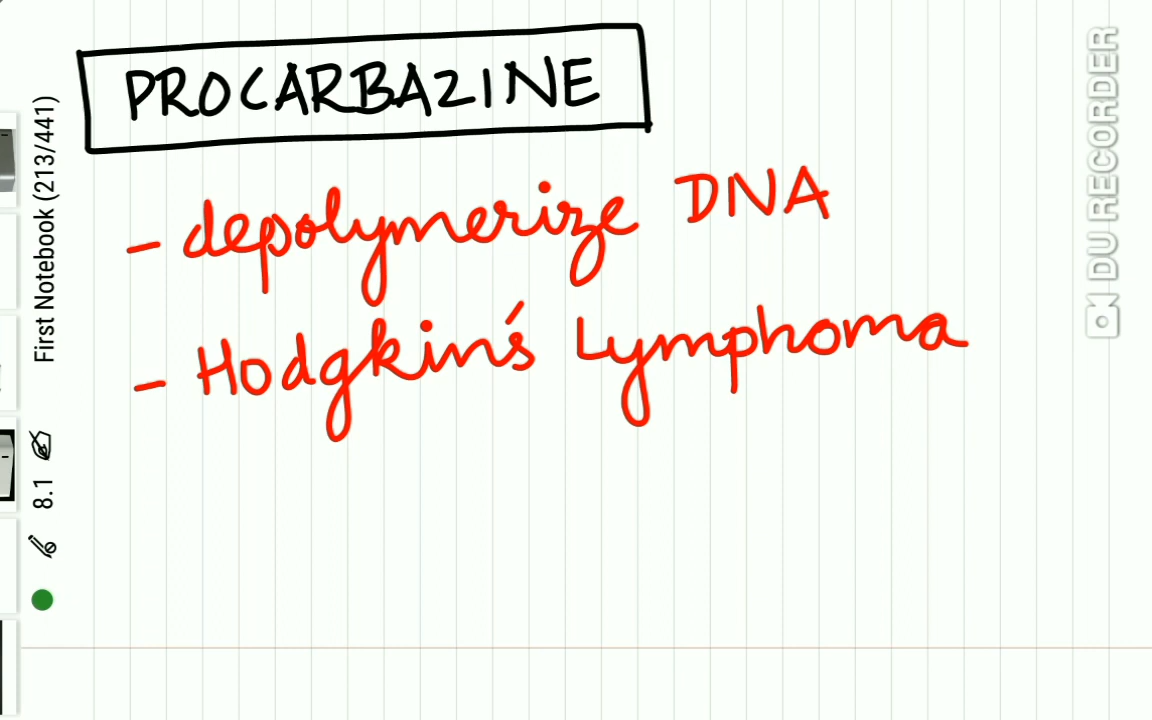 PROCARBAZINE
- depolymerize DNA
- Hodgkin's Lymphoma
First Notebook (213/441)
8.1
DU RECORDER